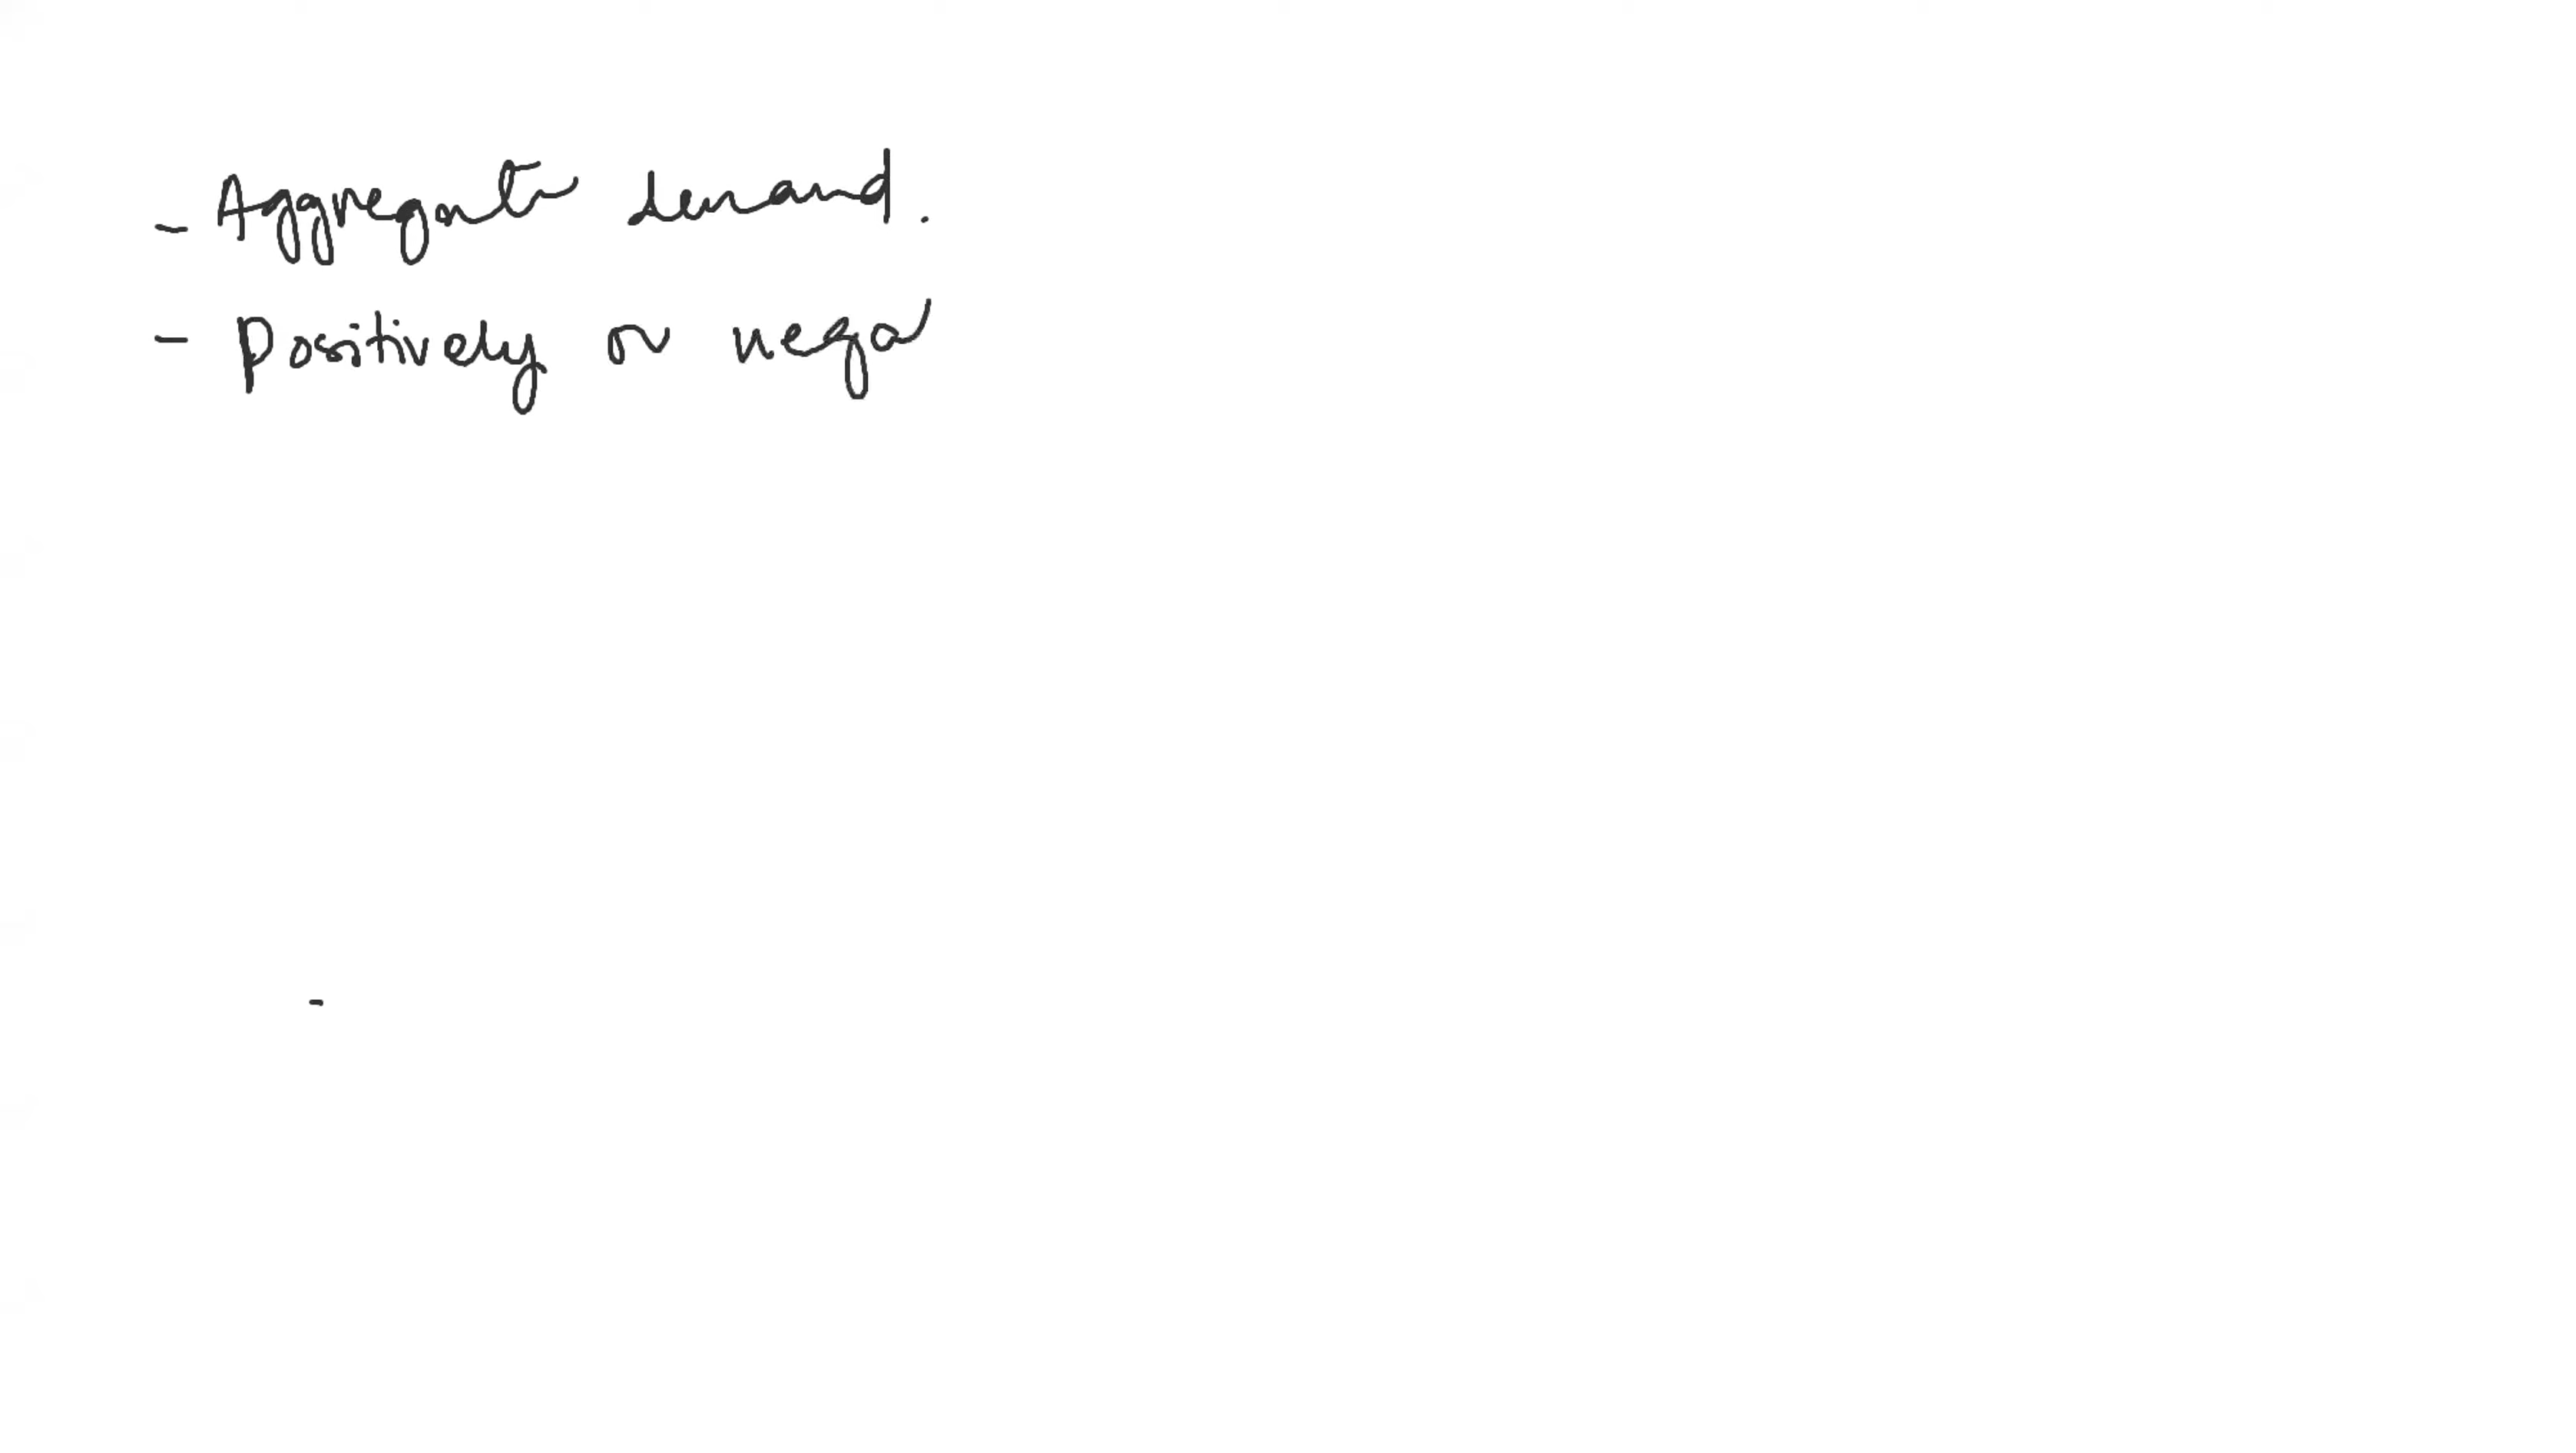 - Aggregate demand.
- Positively or nega
-